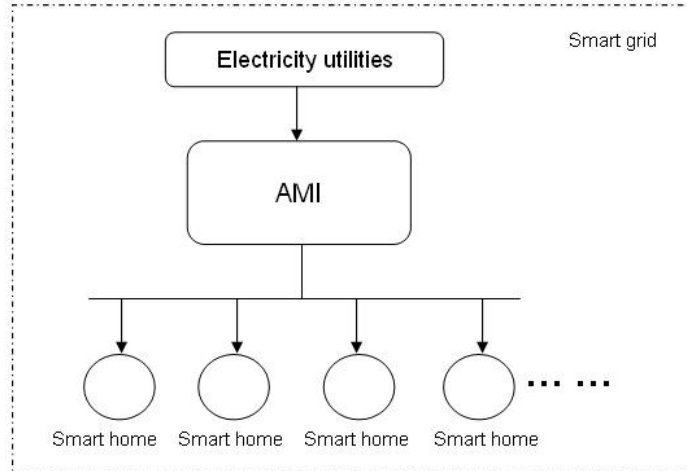 Smart grid
Electricity utilities
AMI
Smart home Smart home Smart home Smart home
... ...